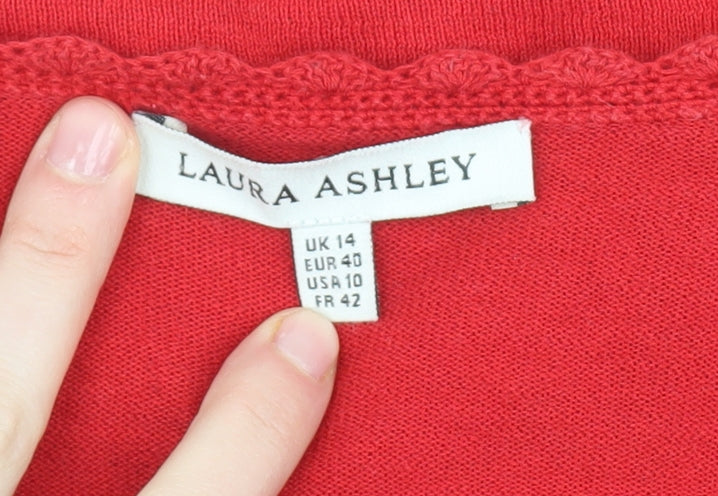 LAURA ASHLEY
UK 14
EUR 40
USA 10
FR 42